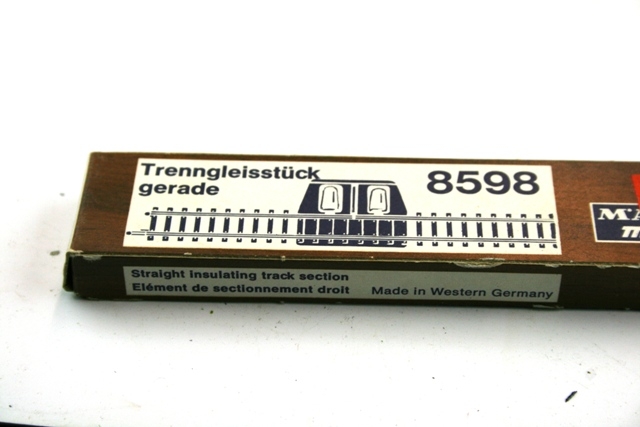 Trenngleisstück
gerade
8598
Straight insulating track section
Elément de sectionnement droit
Made in Western Germany